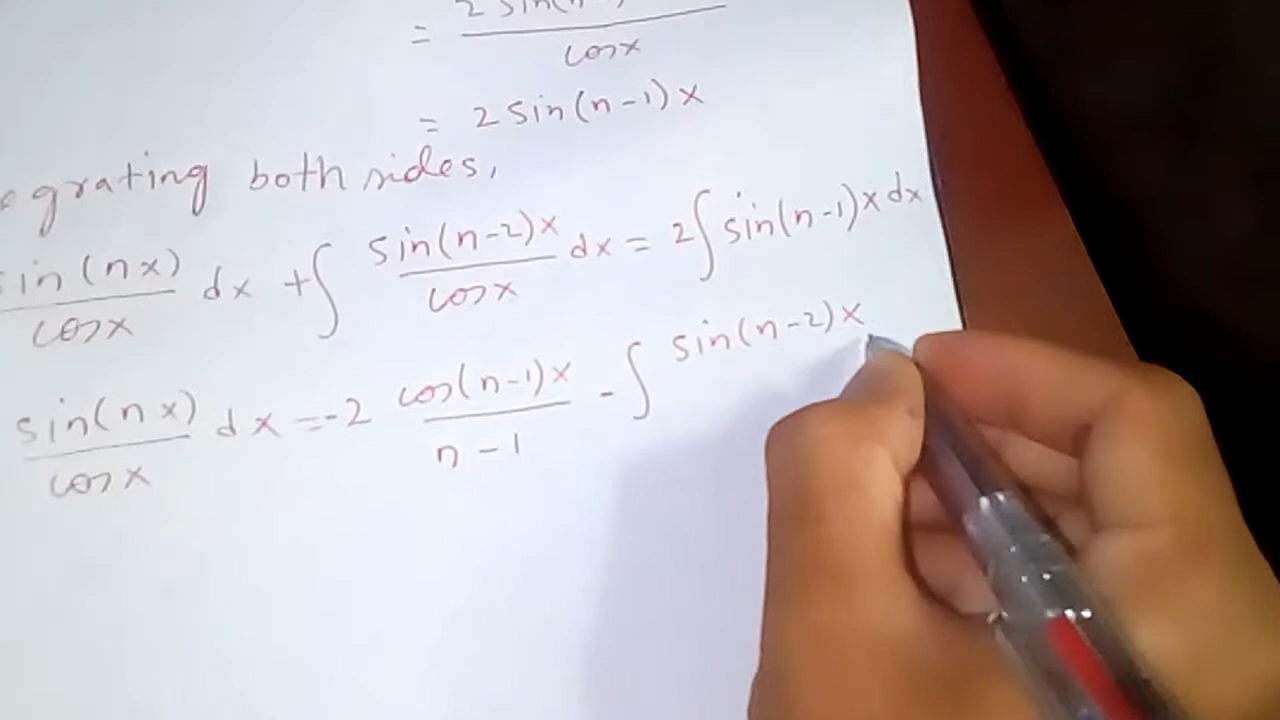 = 2 sin(n-
cosx
= 2 sin(n-1)x
grating both sides,
in(nx)/cosx dx + ∫ sin(n-2)x/cosx dx = 2∫sin(n-1)x dx
sin(nx)/cosx dx = -2 cos(n-1)x/n-1 - ∫ sin(n-2)x